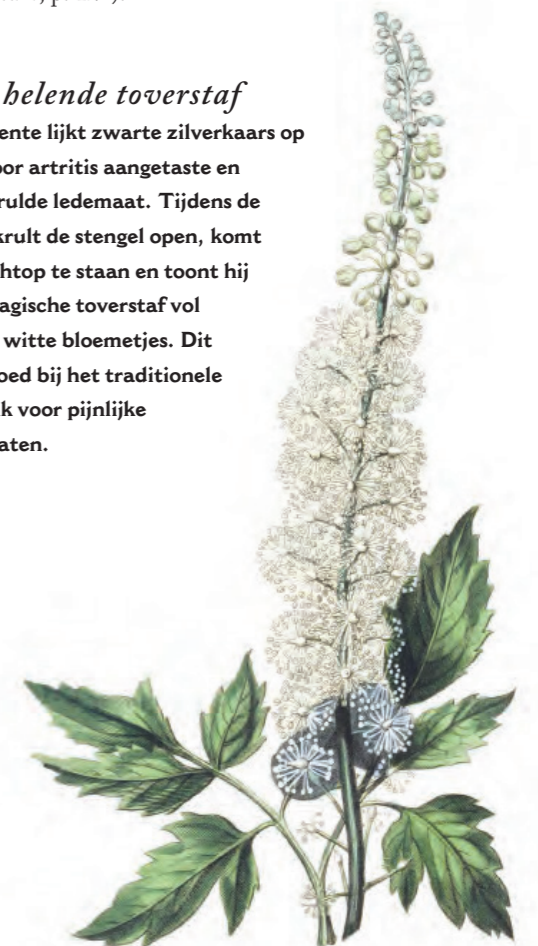 helende toverstaf
ente lijkt zwarte zilverkaars op
oor artritis aangetaste en
rulde ledemaat. Tijdens de
krult de stengel open, komt
htop te staan en toont hij
agische toverstaf vol
witte bloemetjes. Dit
oed bij het traditionele
k voor pijnlijke
aten.